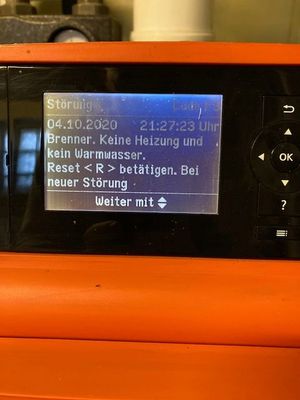 Störung
04.10.2020 21:27:23 Uhr
Brenner. Keine Heizung und
kein Warmwasser.
Reset < R > betätigen. Bei
neuer Störung
Weiter mit
OK
?